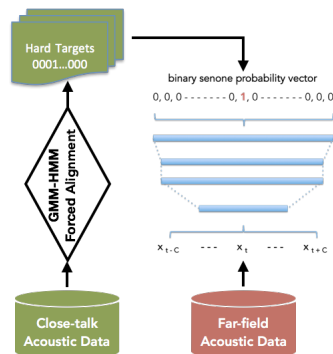 Hard Targets
0001...000
binary senone probability vector
0, 0, 0 - - - - - - - 0, 1, 0 - - - - - - - 0, 0, 0
GMM-HMM
Forced Alignment
x t - C - - - x t - - - x t + C
Close-talk
Acoustic Data
Far-field
Acoustic Data